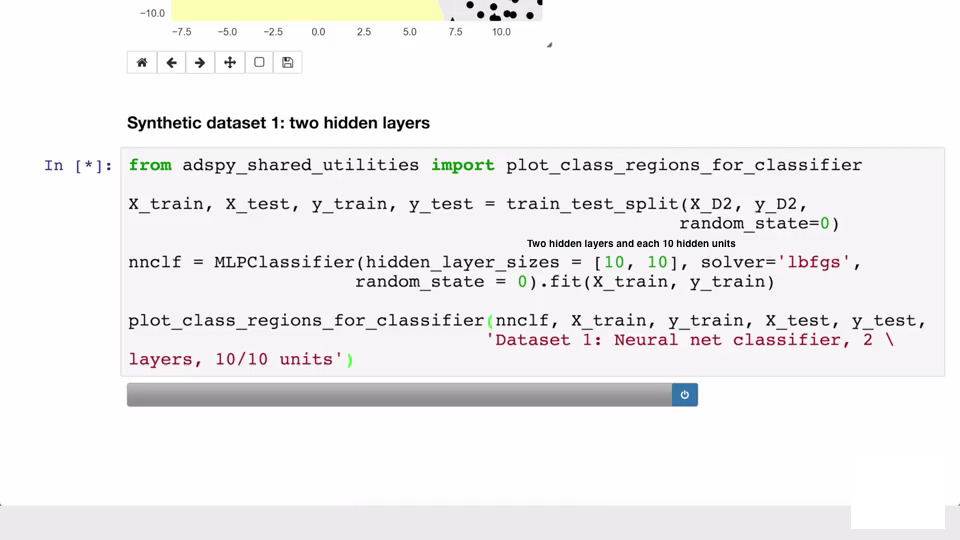 −10.0
−7.5 −5.0 −2.5 0.0 2.5 5.0 7.5 10.0
Synthetic dataset 1: two hidden layers
In [*]: from adspy_shared_utilities import plot_class_regions_for_classifier
X_train, X_test, y_train, y_test = train_test_split(X_D2, y_D2,
random_state=0)
Two hidden layers and each 10 hidden units
nnclf = MLPClassifier(hidden_layer_sizes = [10, 10], solver='lbfgs',
random_state = 0).fit(X_train, y_train)
plot_class_regions_for_classifier(nnclf, X_train, y_train, X_test, y_test,
'Dataset 1: Neural net classifier, 2 \
layers, 10/10 units')